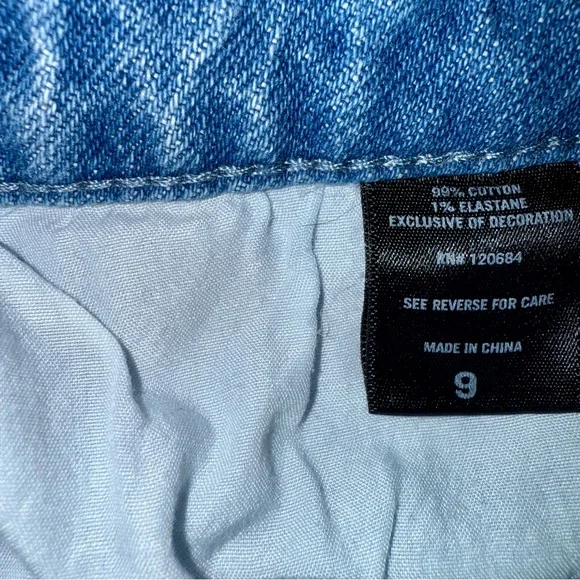 99% COTTON
1% ELASTANE
EXCLUSIVE OF DECORATION
RN# 120684
SEE REVERSE FOR CARE
MADE IN CHINA
9